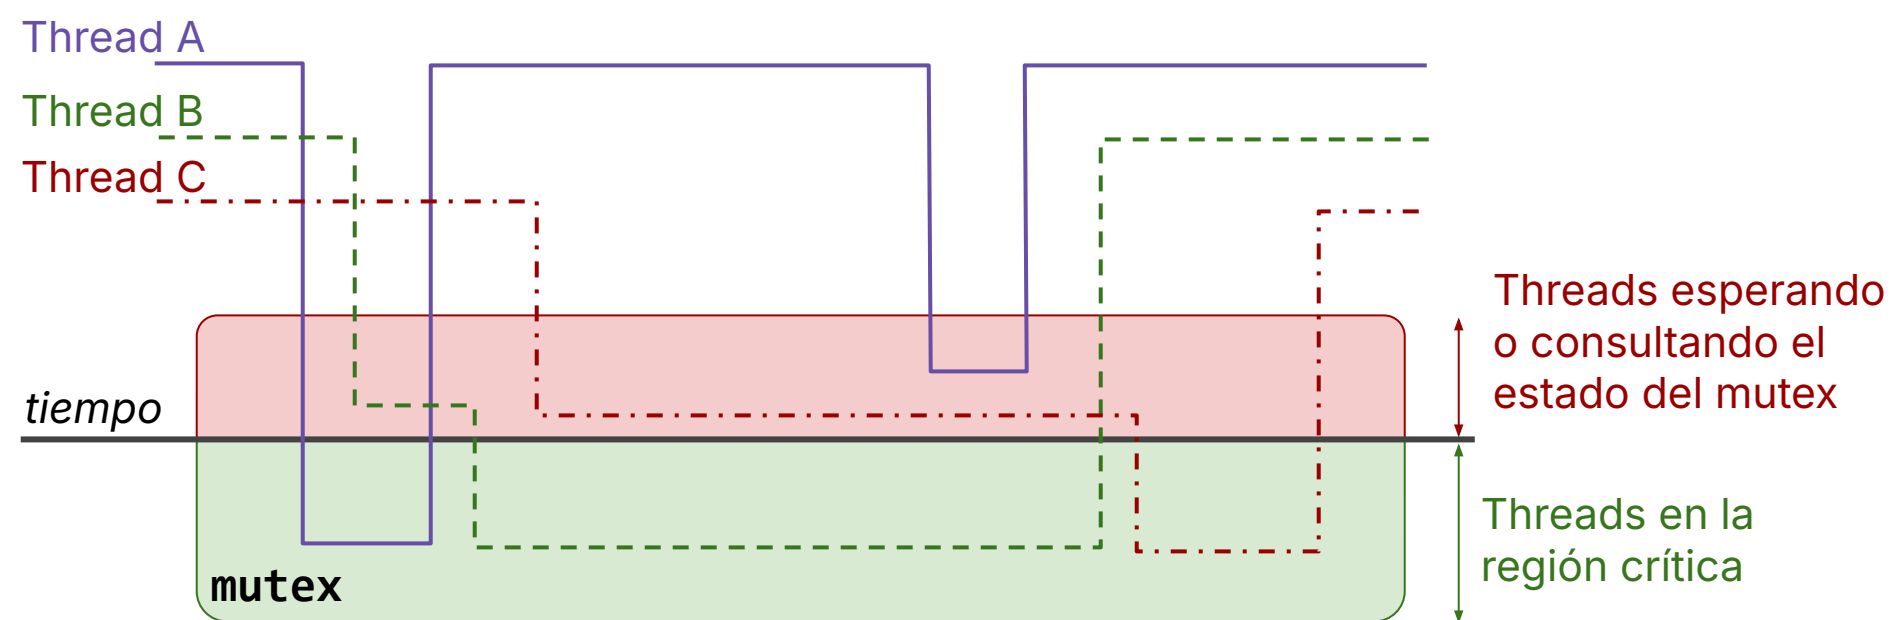 Thread A
Thread B
Thread C
Threads esperando
o consultando el
estado del mutex
tiempo
Threads en la
región crítica
mutex